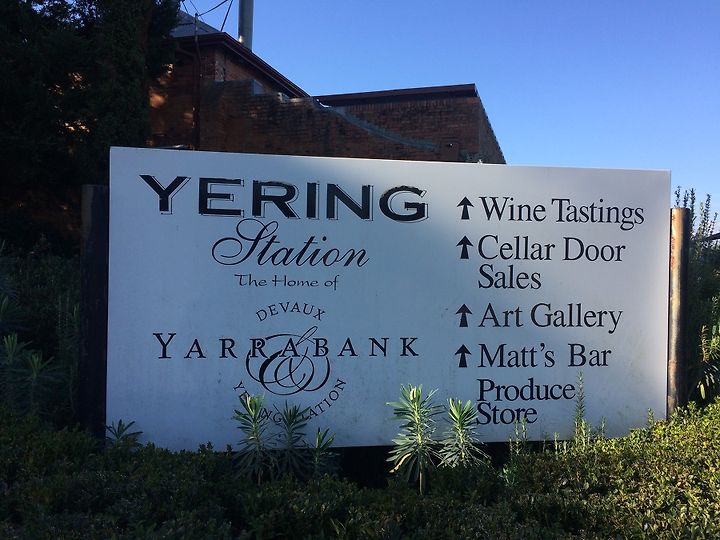 YERING
Station
The Home of
DEVAUX
YARRABANK
&
YERING STATION
Wine Tastings
Cellar Door
Sales
Art Gallery
Matt's Bar
Produce
Store